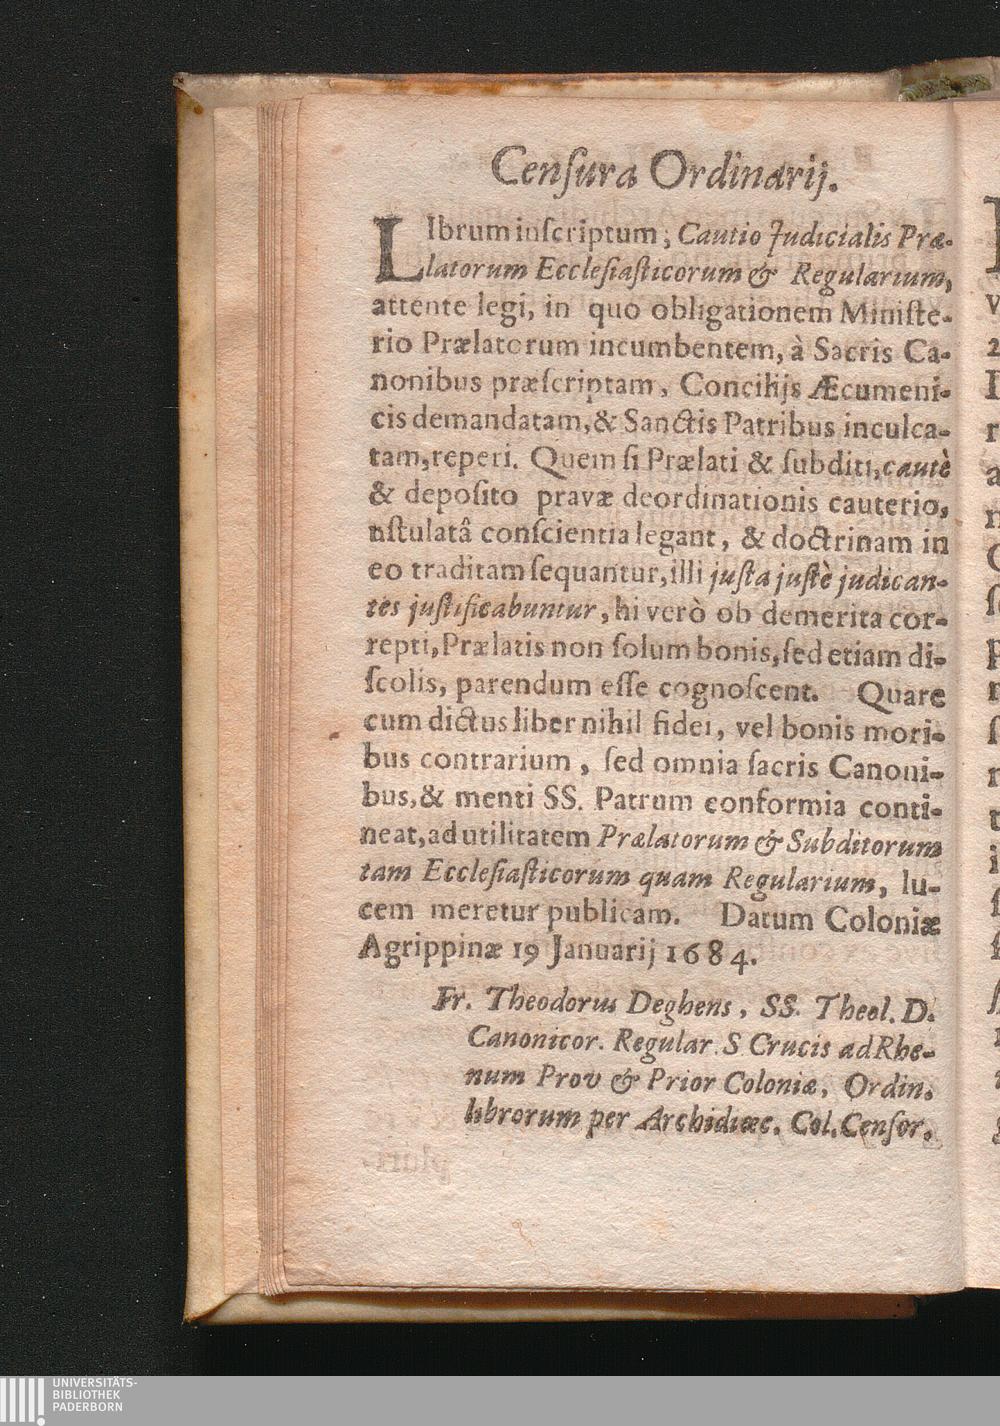 Cenſura Ordinarij.
LIbrum inſcriptum, Cautio Judicialis Præ-
latorum Eccleſiaſticorum & Regularium,
attente legi, in quo obligationem Miniſte-
rio Prælatorum incumbentem, à Sacris Ca-
nonibus præſcriptam, Concilijs Æcumeni-
cis demandatam, & Sanctis Patribus inculca-
tam, reperi. Quem ſi Prælati & ſubditi, cautè
& depoſito pravæ deordinationis cauterio,
nſtulatâ conſcientia legant, & doctrinam in
eo traditam ſequantur, illi juſta juſtè judican-
tes juſtificabuntur, hi verò ob demerita cor-
repti, Prælatis non ſolum bonis, ſed etiam di-
ſcolis, parendum eſſe cognoſcent. Quare
cum dictus liber nihil fidei, vel bonis mori-
bus contrarium, ſed omnia ſacris Canoni-
bus, & menti SS. Patrum conformia conti-
neat, ad utilitatem Prælatorum & Subditorum
tam Eccleſiaſticorum quam Regularium, lu-
cem meretur publicam. Datum Coloniæ
Agrippinæ 19 Januarij 1684.
Fr. Theodorus Deghens, SS. Theol. D.
Canonicor. Regular. S Crucis ad Rhe-
num Prov & Prior Coloniæ, Ordin.
librorum per Archidiœc. Col. Cenſor.
UNIVERSITÄTS-
BIBLIOTHEK
PADERBORN